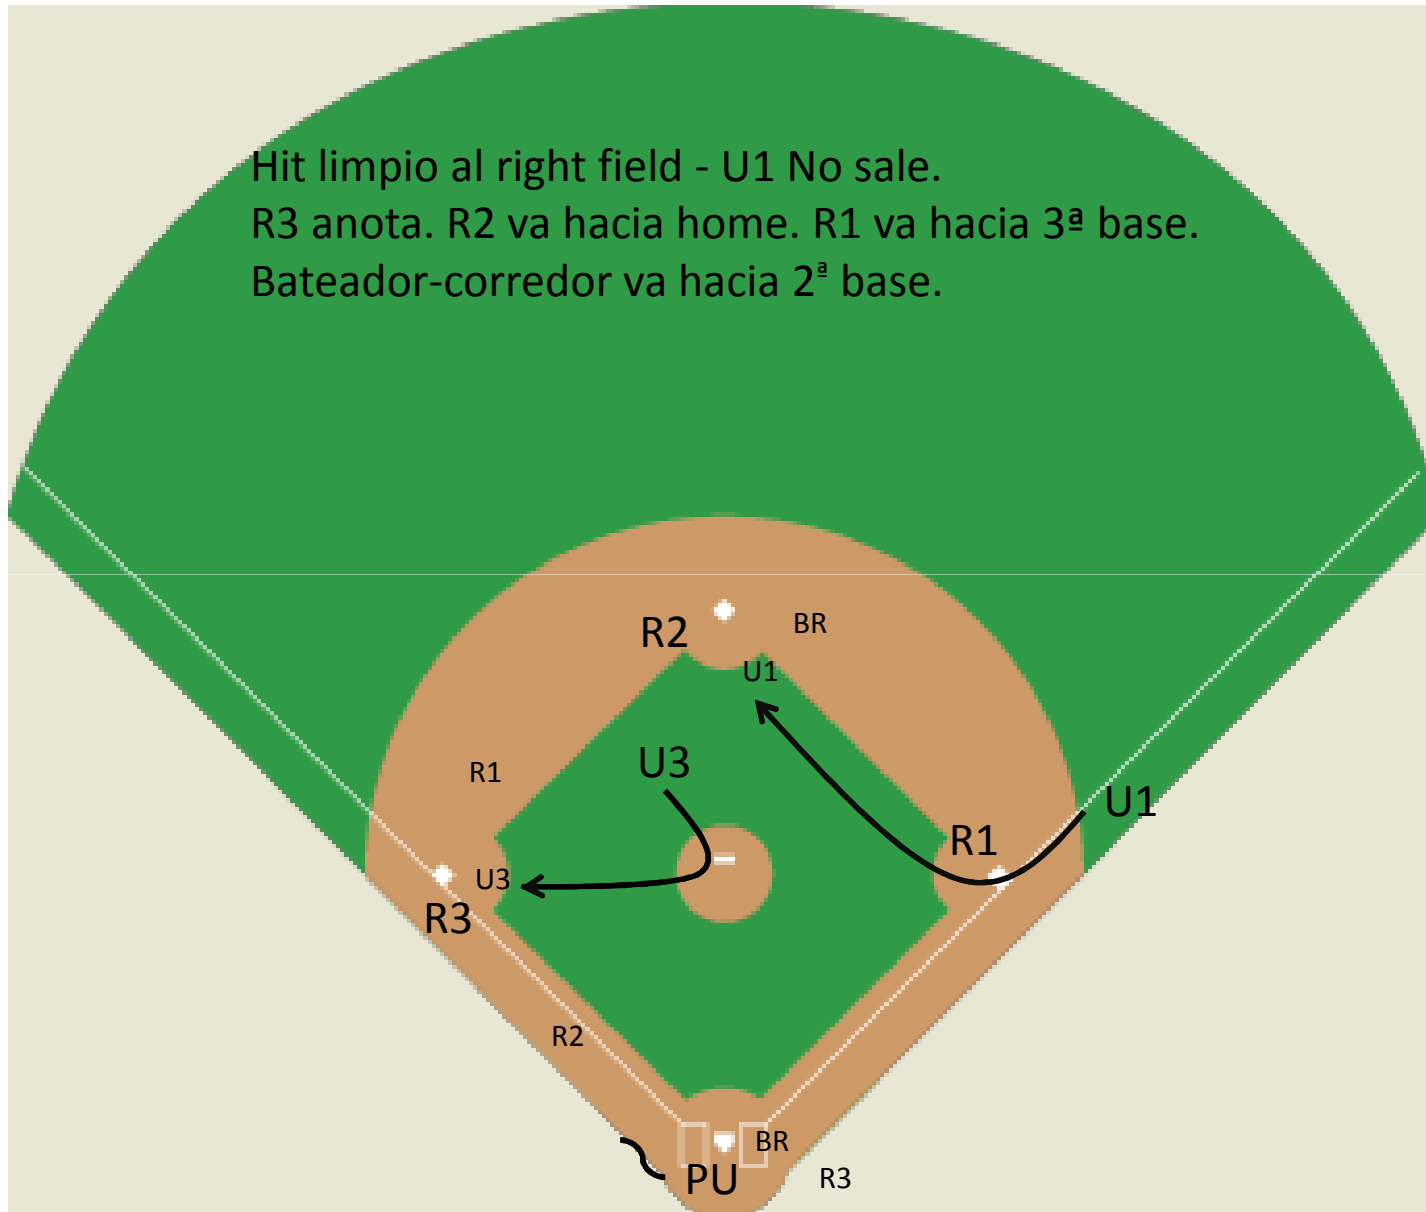 Hit limpio al right field - U1 No sale.
R3 anota. R2 va hacia home. R1 va hacia 3ª base.
Bateador-corredor va hacia 2ª base.
R2
BR
U1
U3
R1
U1
R1
U3
R3
R2
BR
PU
R3